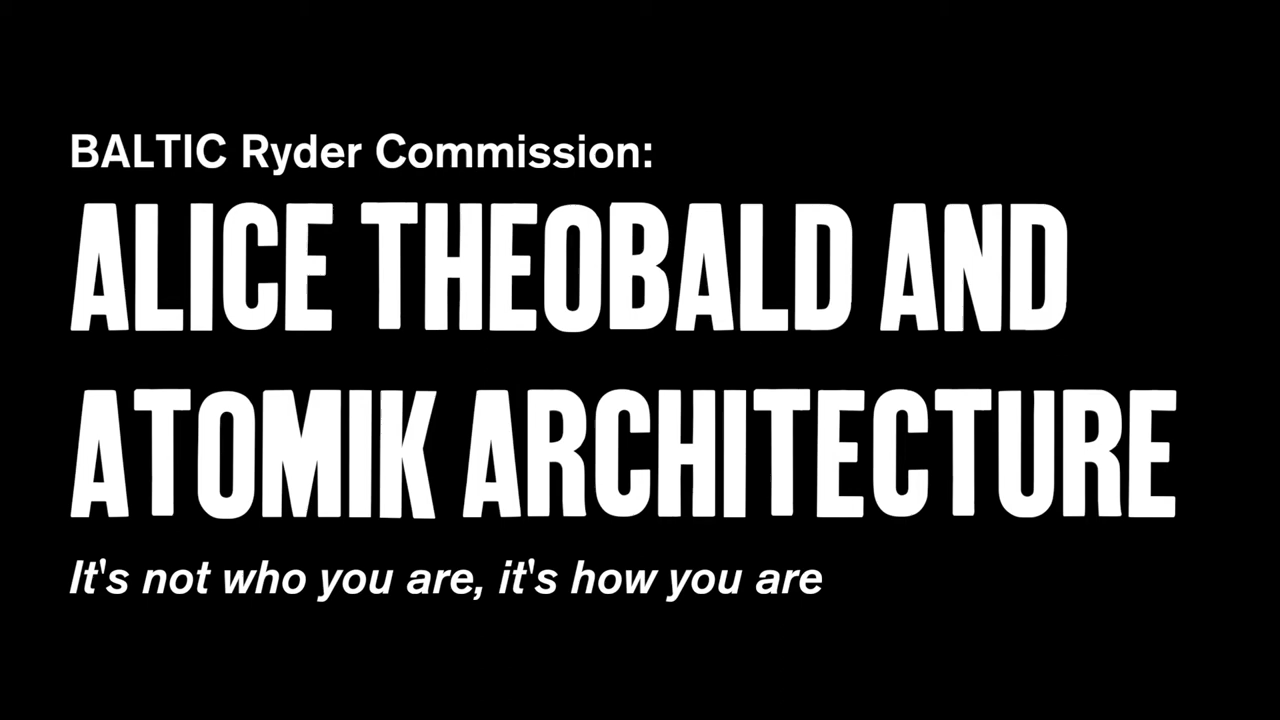 BALTIC Ryder Commission:
ALICE THEOBALD AND
ATOMIK ARCHITECTURE
It's not who you are, it's how you are